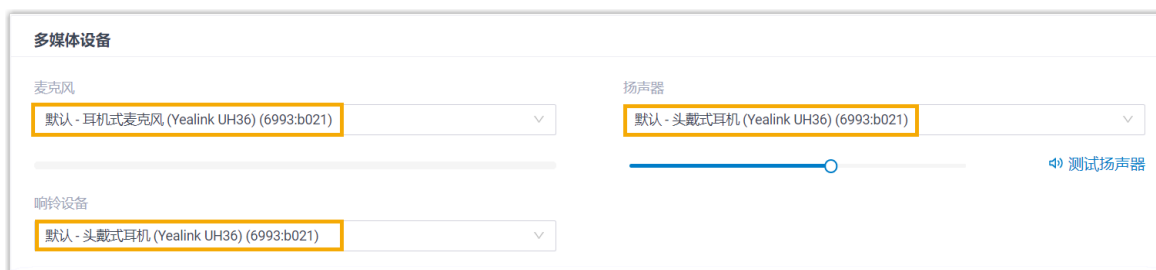 多媒体设备
麦克风
默认 - 耳机式麦克风 (Yealink UH36) (6993:b021)
扬声器
默认 - 头戴式耳机 (Yealink UH36) (6993:b021)
测试扬声器
响铃设备
默认 - 头戴式耳机 (Yealink UH36) (6993:b021)